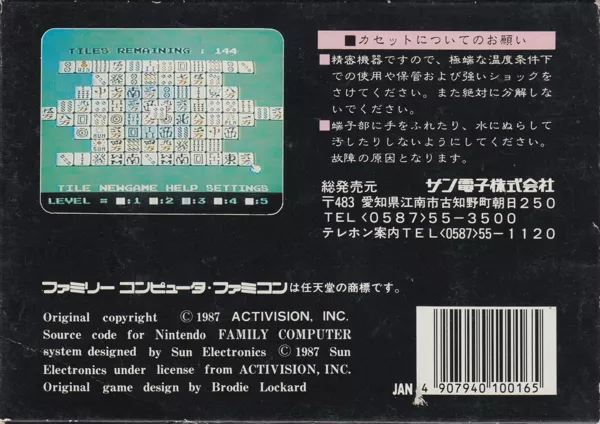 TILES REMAINING : 144
TILE NEWGAME HELP SETTINGS
LEVEL = ■:1 ■:2 ■:3 ■:4 ■:5
■カセットについてのお願い
■精密機器ですので、極端な温度条件下
での使用や保管および強いショックを
さけてください。また絶対に分解しな
いでください。
■端子部に手をふれたり、水にぬらして
汚したりしないようにしてください。
故障の原因となります。
総発売元 サン電子株式会社
〒483 愛知県江南市古知野町朝日250
TEL<0587>55-3500
テレホン案内TEL<0587>55-1120
ファミリーコンピュータ・ファミコンは任天堂の商標です。
Original copyright © 1987 ACTIVISION, INC.
Source code for Nintendo FAMILY COMPUTER
system designed by Sun Electronics © 1987 Sun
Electronics under license from ACTIVISION, INC.
Original game design by Brodie Lockard
JAN 4 907940 100165